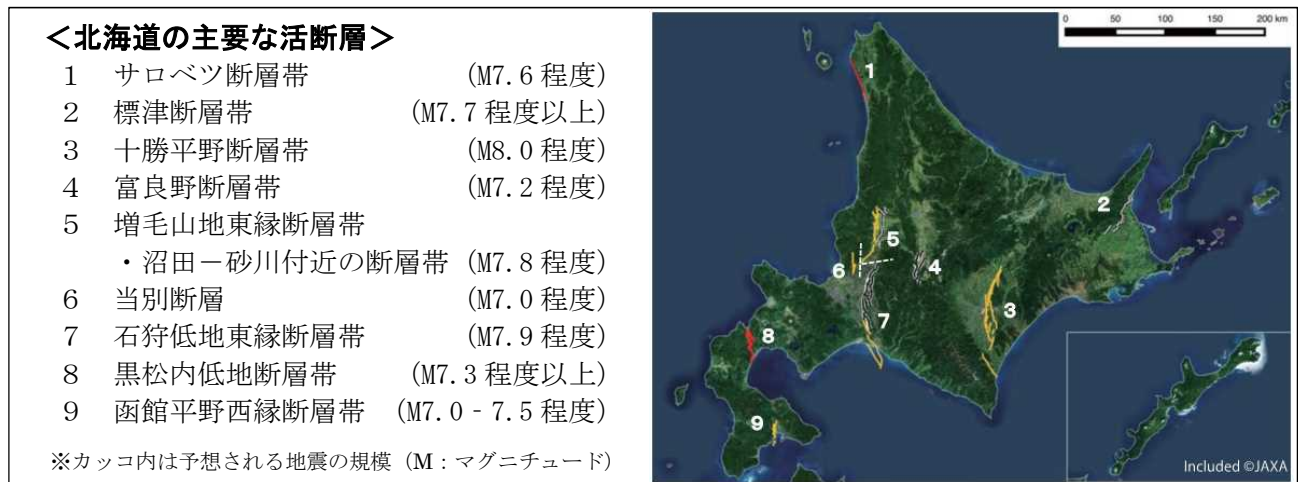 ＜北海道の主要な活断層＞
１ サロベツ断層帯 (M7.6 程度)
２ 標津断層帯 (M7.7 程度以上)
３ 十勝平野断層帯 (M8.0 程度)
４ 富良野断層帯 (M7.2 程度)
５ 増毛山地東縁断層帯
・沼田－砂川付近の断層帯 (M7.8 程度)
６ 当別断層 (M7.0 程度)
７ 石狩低地東縁断層帯 (M7.9 程度)
８ 黒松内低地断層帯 (M7.3 程度以上)
９ 函館平野西縁断層帯 (M7.0‐7.5 程度)
※カッコ内は予想される地震の規模（M：マグニチュード）
0 50 100 150 200 km
1
2
5
6
4
3
7
8
9
Included ©JAXA